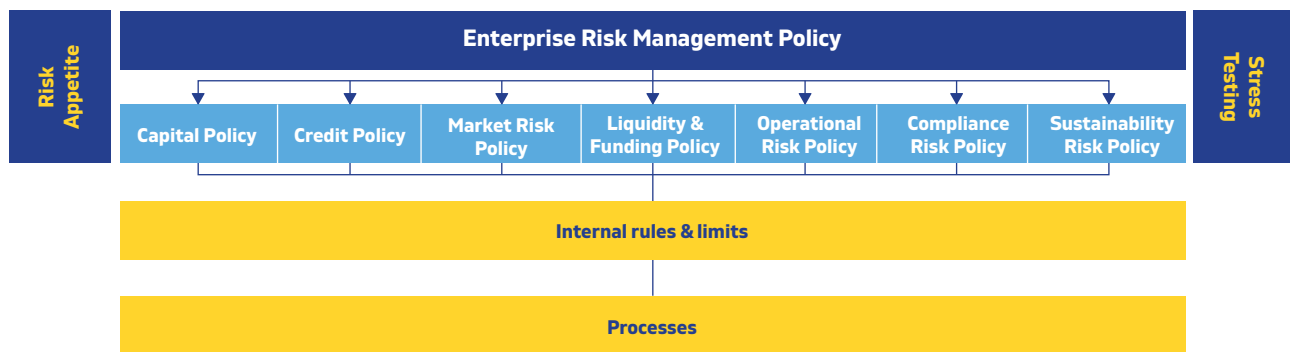 Risk
Appetite
Enterprise Risk Management Policy
Stress
Testing
Capital Policy
Credit Policy
Market Risk
Policy
Liquidity &
Funding Policy
Operational
Risk Policy
Compliance
Risk Policy
Sustainability
Risk Policy
Internal rules & limits
Processes